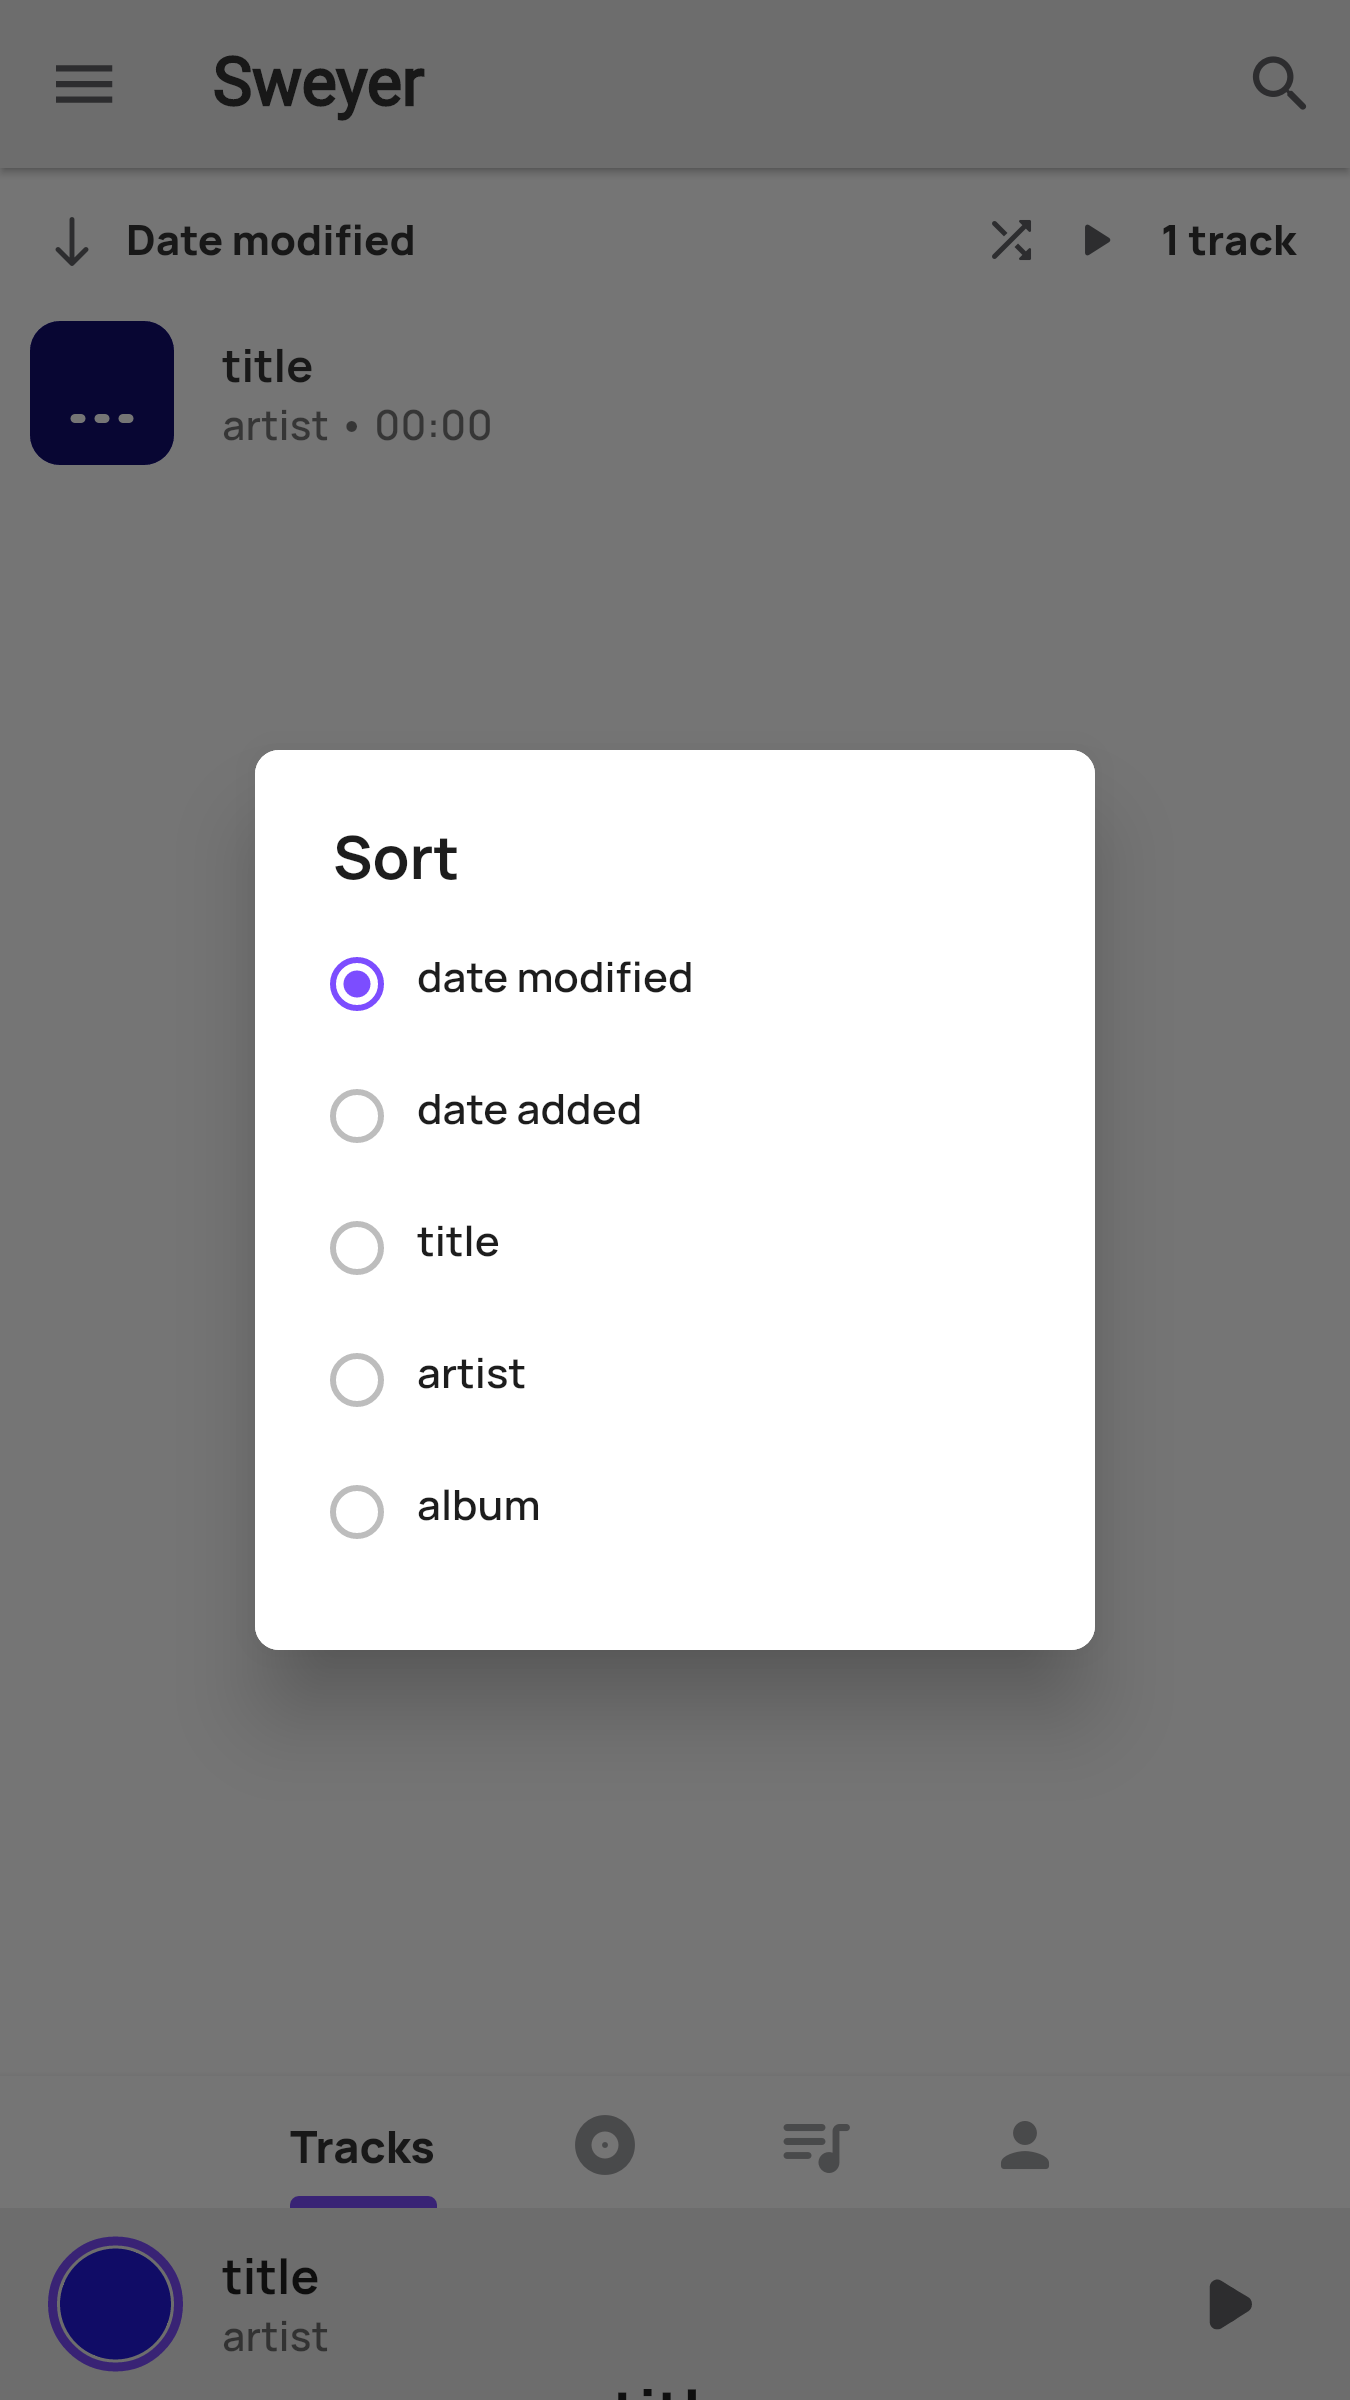 Sweyer
Date modified
1 track
title
artist • 00:00
Sort
date modified
date added
title
artist
album
Tracks
title
artist